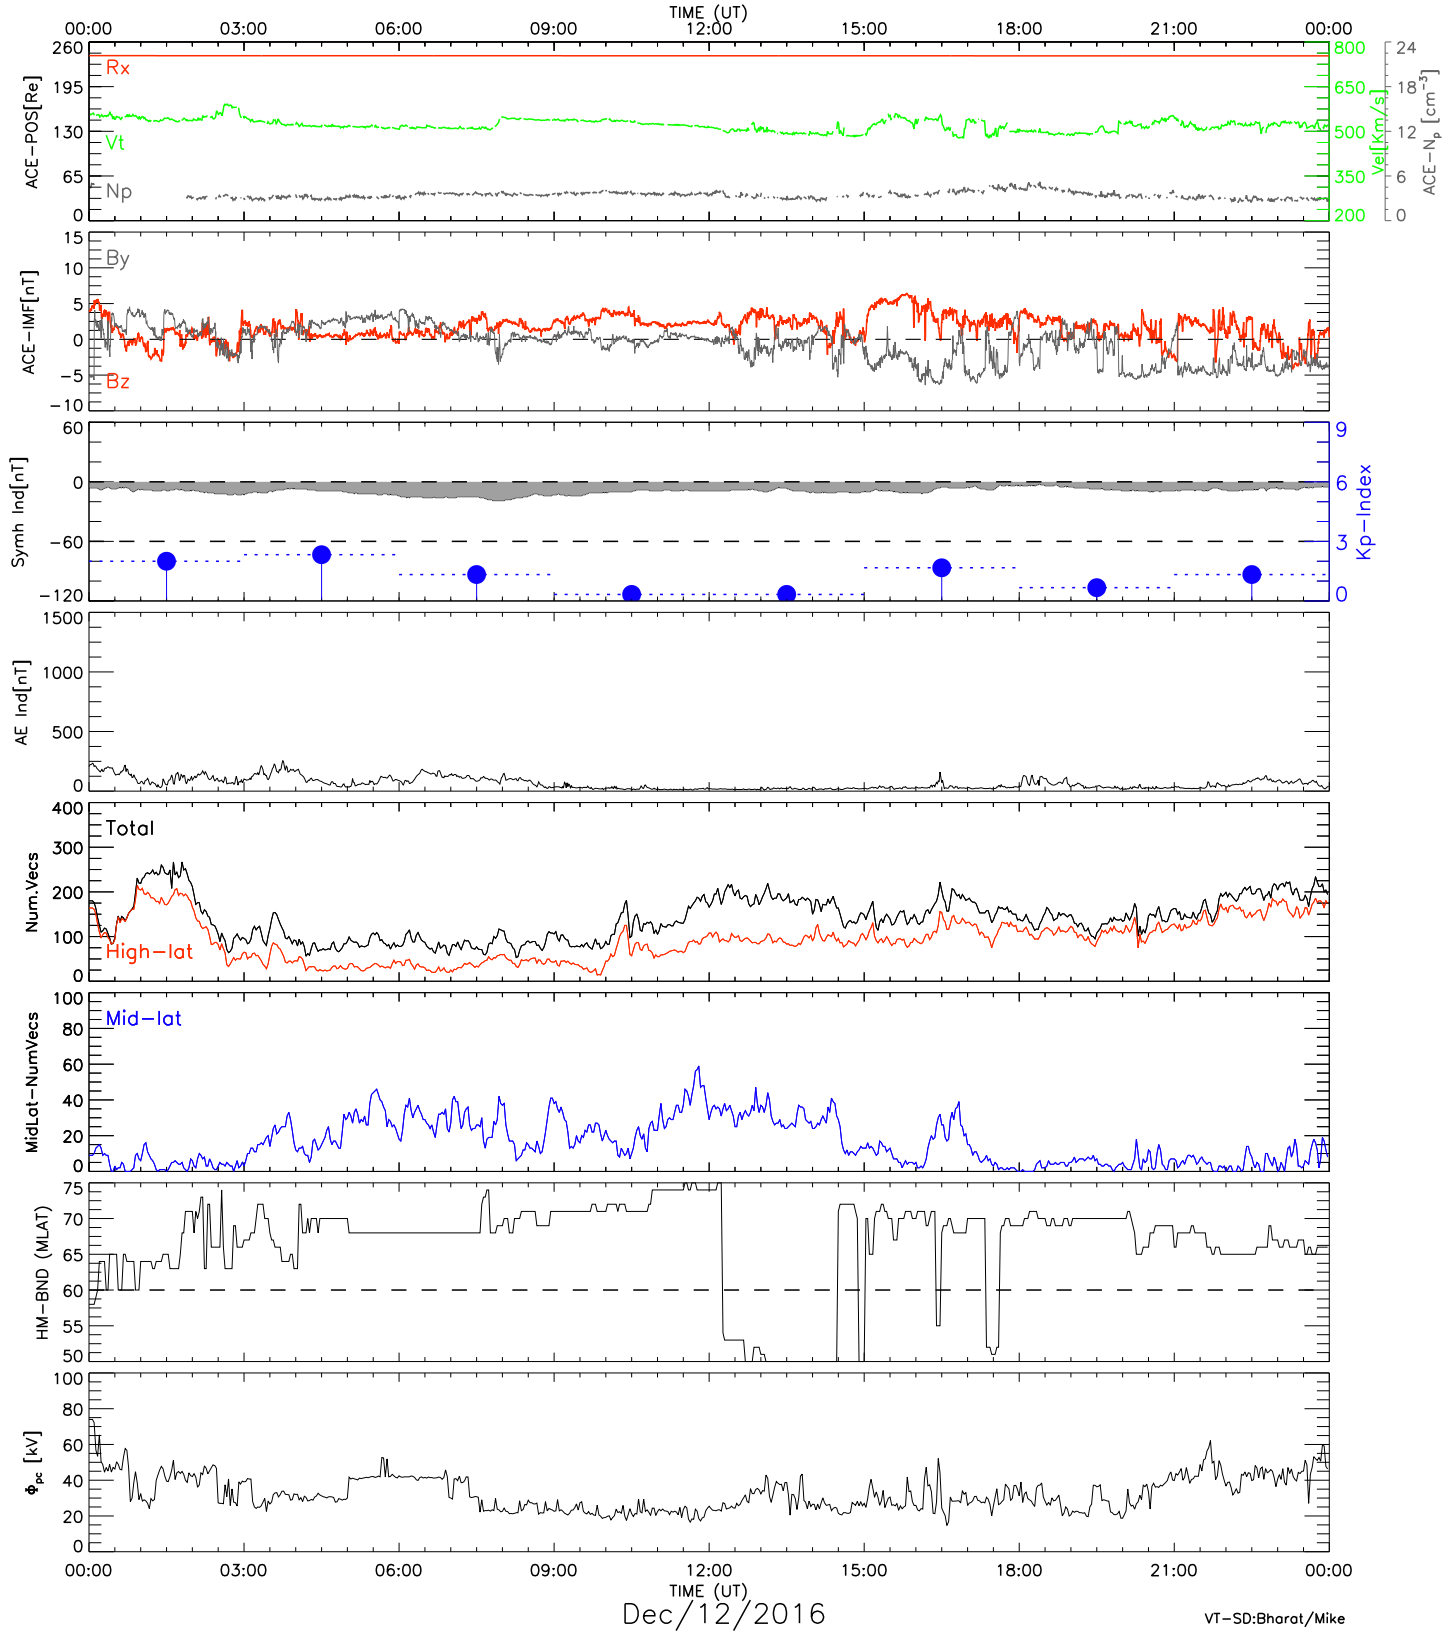 TIME (UT)
00:00 03:00 06:00 09:00 12:00 15:00 18:00 21:00 00:00
260 195 130 65 0
ACE-POS[Re]
Rx
Vt
Np
800 650 500 350 200
Vel[Km/s]
24 18 12 6 0
ACE-Np [cm⁻³]
15 10 5 0 -5 -10
ACE-IMF[nT]
By
Bz
60 0 -60 -120
Symh Ind[nT]
9 6 3 0
Kp-Index
1500 1000 500 0
AE Ind[nT]
400 300 200 100 0
Num.Vecs
Total
High-lat
100 80 60 40 20 0
MidLat-NumVecs
Mid-lat
75 70 65 60 55 50
HM-BND (MLAT)
100 80 60 40 20 0
Φpc [kV]
00:00 03:00 06:00 09:00 12:00 15:00 18:00 21:00 00:00
TIME (UT)
Dec/12/2016
VT-SD:Bharat/Mike